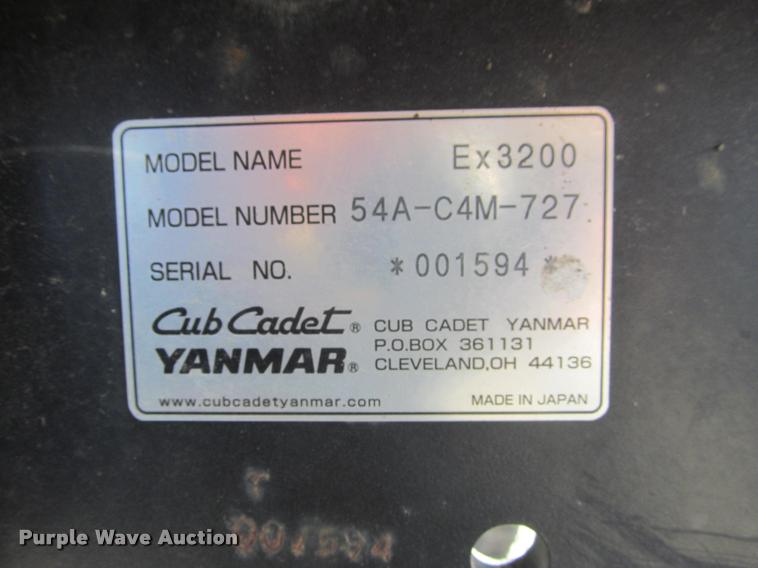 MODEL NAME Ex3200
MODEL NUMBER 54A-C4M-727
SERIAL NO. *001594*
Cub Cadet® CUB CADET YANMAR
P.O.BOX 361131
YANMAR® CLEVELAND,OH 44136
www.cubcadetyanmar.com MADE IN JAPAN
T
001594
Purple Wave Auction